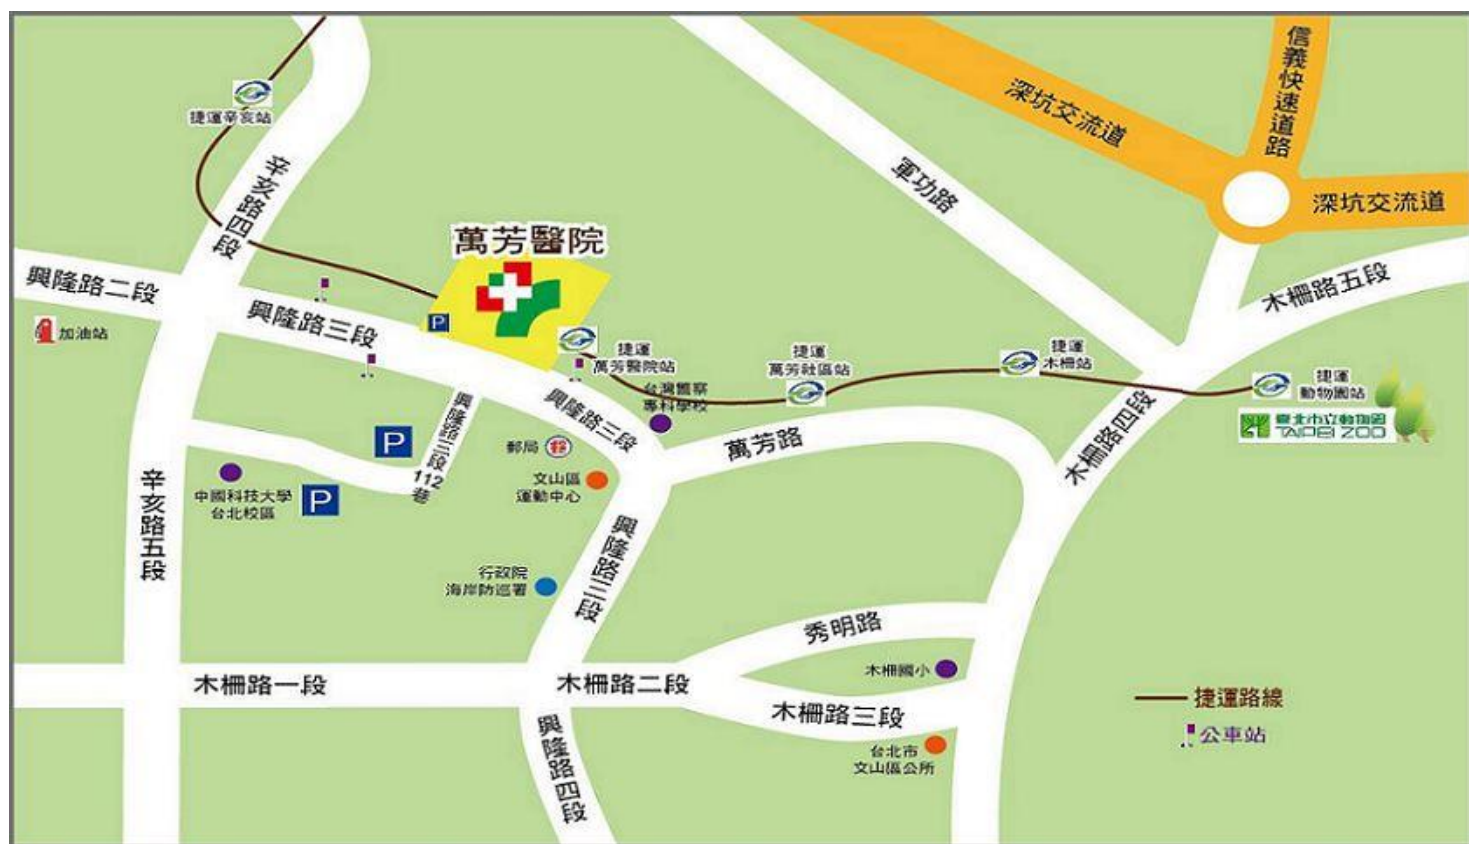 信義快速道路
深坑交流道
捷運辛亥站
軍功路
辛亥路四段
深坑交流道
萬芳醫院
興隆路二段
木柵路五段
加油站
興隆路三段
P
捷運
萬芳醫院站
捷運
萬芳社區站
捷運
木柵站
捷運
動物園站
台灣警察
專科學校
興隆路三段
臺北市立動物園
TAIPEI ZOO
興隆路三段112巷
P
郵局
萬芳路
木柵路四段
文山區
運動中心
中國科技大學
台北校區
P
辛亥路五段
興隆路三段
行政院
海岸防巡署
秀明路
木柵國小
木柵路一段
木柵路二段
木柵路三段
捷運路線
公車站
興隆路四段
台北市
文山區公所